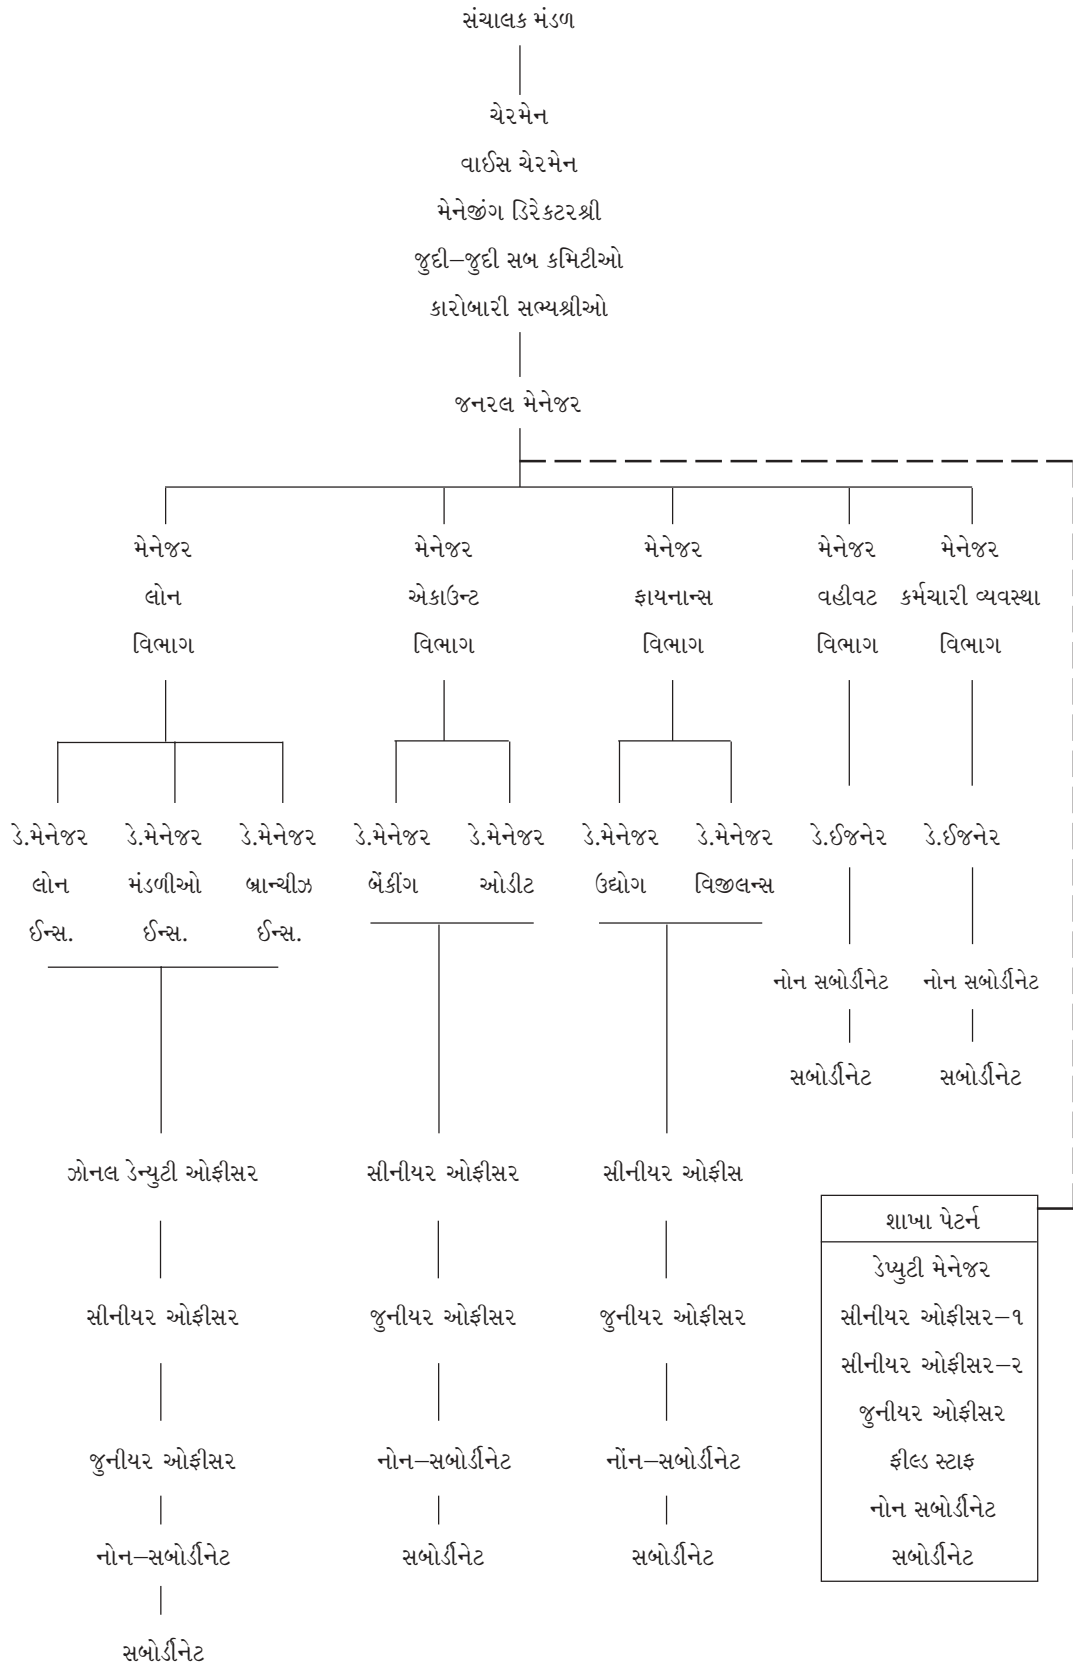 સંચાલક મંડળ
ચેરમેન
વાઈસ ચેરમેન
મેનેજીંગ ડિરેક્ટરશ્રી
જુદી–જુદી સબ કમિટીઓ
કારોબારી સભ્યશ્રીઓ
જનરલ મેનેજર
મેનેજર મેનેજર મેનેજર મેનેજર મેનેજર
લોન એકાઉન્ટ ફાયનાન્સ વહીવટ કર્મચારી વ્યવસ્થા
વિભાગ વિભાગ વિભાગ વિભાગ વિભાગ
ડે.મેનેજર ડે.મેનેજર ડે.મેનેજર ડે.મેનેજર ડે.મેનેજર ડે.મેનેજર ડે.મેનેજર ડે.ઈજનેર ડે.ઈજનેર
લોન મંડળીઓ બ્રાન્ચીઝ બેંકીંગ ઓડીટ ઉદ્યોગ વિજીલન્સ
ઈન્સ. ઈન્સ. ઈન્સ.
નોન સબોર્ડીનેટ નોન સબોર્ડીનેટ
સબોર્ડીનેટ સબોર્ડીનેટ
ઝોનલ ડેન્યુટી ઓફીસર સીનીયર ઓફીસર સીનીયર ઓફીસ
શાખા પેટર્ન
ડેપ્યુટી મેનેજર
સીનીયર ઓફીસર જુનીયર ઓફીસર જુનીયર ઓફીસર સીનીયર ઓફીસર–૧
સીનીયર ઓફીસર–૨
જુનીયર ઓફીસર
જુનીયર ઓફીસર નોન–સબોર્ડીનેટ નોંન–સબોર્ડીનેટ ફીલ્ડ સ્ટાફ
નોન સબોર્ડીનેટ
નોન–સબોર્ડીનેટ સબોર્ડીનેટ સબોર્ડીનેટ સબોર્ડીનેટ
સબોર્ડીનેટ